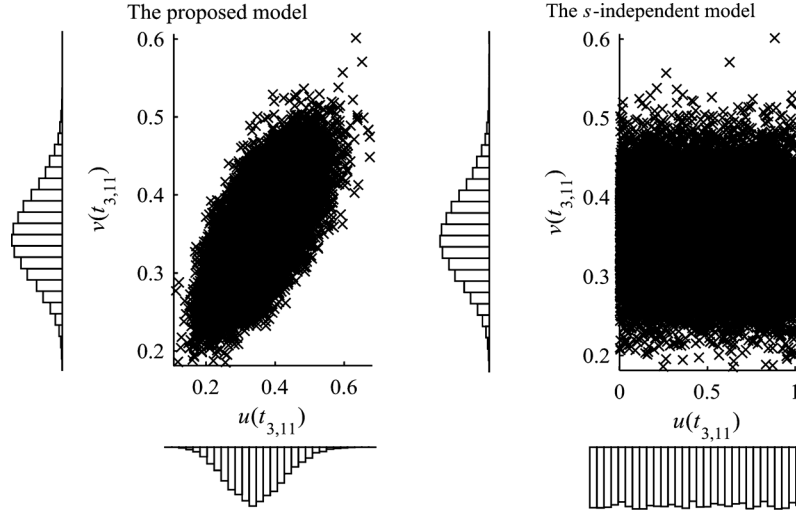 The proposed model
0.6
0.5
0.4
0.3
0.2
v(t3,11)
0.2 0.4 0.6
u(t3,11)
The s-independent model
0.6
0.5
0.4
0.3
0.2
v(t3,11)
0 0.5 1
u(t3,11)